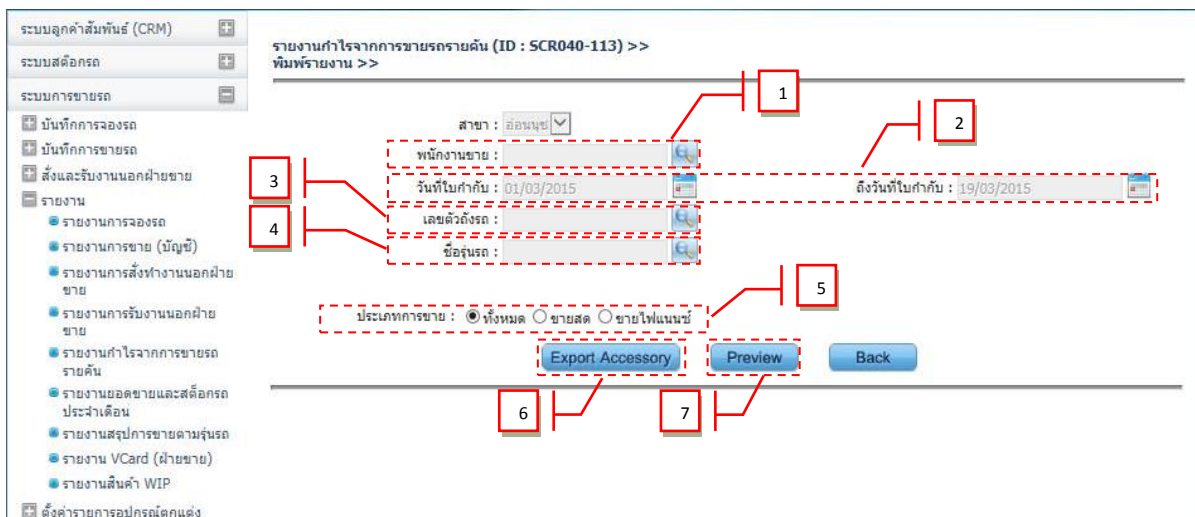 ระบบลูกค้าสัมพันธ์ (CRM)
ระบบสต๊อกรถ
ระบบการขายรถ
บันทึกการจองรถ
บันทึกการขายรถ
สั่งและรับงานนอกฝ่ายขาย
รายงาน
รายงานการจองรถ
รายงานการขาย (บัญชี)
รายงานการสั่งทำงานนอกฝ่าย
ขาย
รายงานการรับงานนอกฝ่าย
ขาย
รายงานกำไรจากการขายรถ
รายคัน
รายงานยอดขายและสต๊อกรถ
ประจำเดือน
รายงานสรุปการขายตามรุ่นรถ
รายงาน VCard (ฝ่ายขาย)
รายงานสินค้า WIP
ตั้งค่ารายการอุปกรณ์ตกแต่ง
รายงานกำไรจากการขายรถรายคัน (ID : SCR040-113) >>
พิมพ์รายงาน >>
1
สาขา : อ่อนนุช
2
พนักงานขาย :
3
วันที่ใบกำกับ : 01/03/2015 ถึงวันที่ใบกำกับ : 19/03/2015
เลขตัวถังรถ :
4
ชื่อรุ่นรถ :
5
ประเภทการขาย : ทั้งหมด ขายสด ขายไฟแนนซ์
Export Accessory Preview Back
6 7